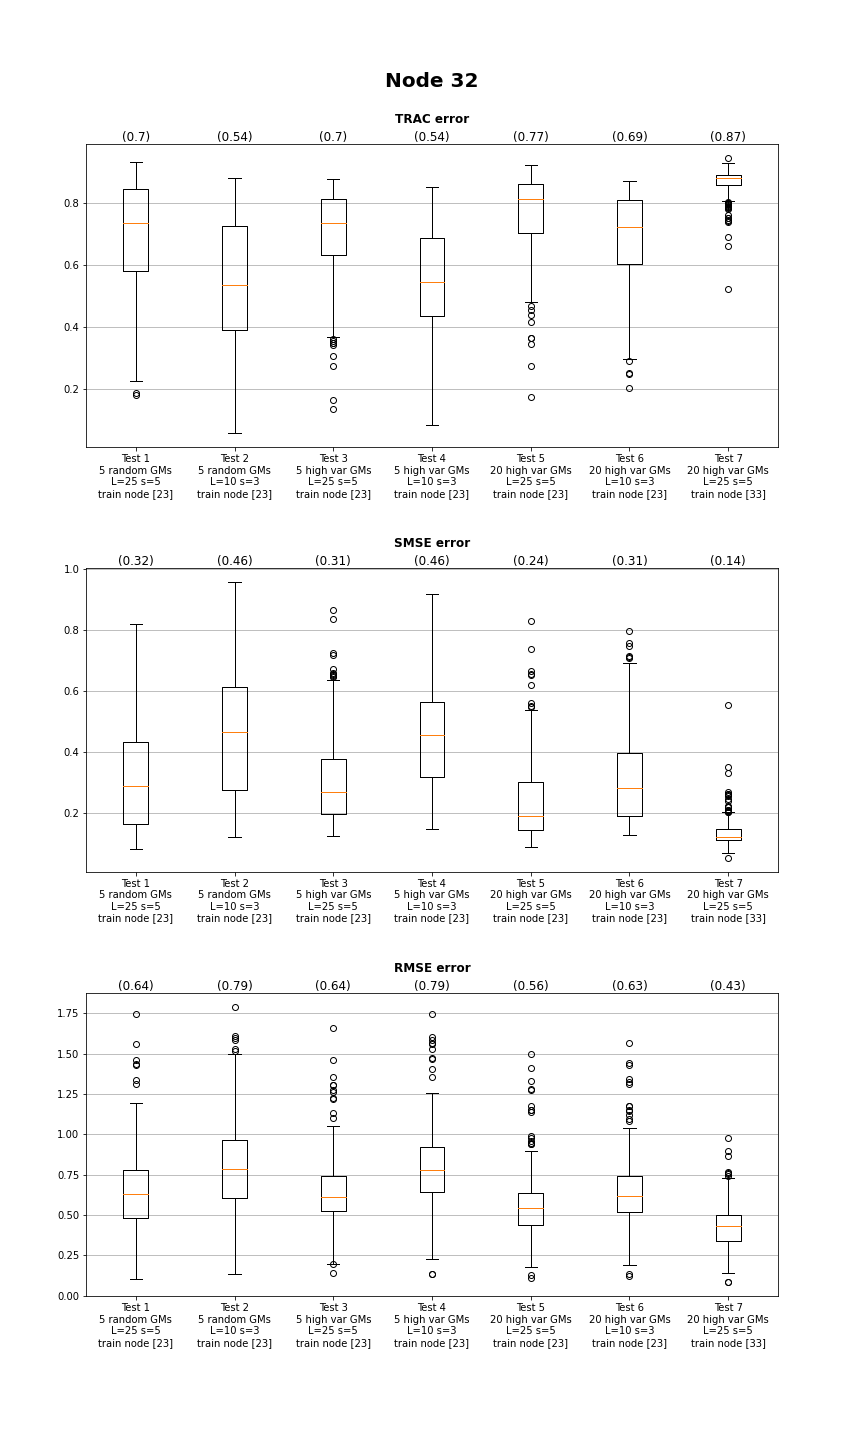 Node 32
TRAC error
(0.7) (0.54) (0.7) (0.54) (0.77) (0.69) (0.87)
0.8
0.6
0.4
0.2
Test 1 Test 2 Test 3 Test 4 Test 5 Test 6 Test 7
5 random GMs 5 random GMs 5 high var GMs 5 high var GMs 20 high var GMs 20 high var GMs 20 high var GMs
L=25 s=5 L=10 s=3 L=25 s=5 L=10 s=3 L=25 s=5 L=10 s=3 L=25 s=5
train node [23] train node [23] train node [23] train node [23] train node [23] train node [23] train node [33]
SMSE error
(0.32) (0.46) (0.31) (0.46) (0.24) (0.31) (0.14)
1.0
0.8
0.6
0.4
0.2
Test 1 Test 2 Test 3 Test 4 Test 5 Test 6 Test 7
5 random GMs 5 random GMs 5 high var GMs 5 high var GMs 20 high var GMs 20 high var GMs 20 high var GMs
L=25 s=5 L=10 s=3 L=25 s=5 L=10 s=3 L=25 s=5 L=10 s=3 L=25 s=5
train node [23] train node [23] train node [23] train node [23] train node [23] train node [23] train node [33]
RMSE error
(0.64) (0.79) (0.64) (0.79) (0.56) (0.63) (0.43)
1.75
1.50
1.25
1.00
0.75
0.50
0.25
0.00
Test 1 Test 2 Test 3 Test 4 Test 5 Test 6 Test 7
5 random GMs 5 random GMs 5 high var GMs 5 high var GMs 20 high var GMs 20 high var GMs 20 high var GMs
L=25 s=5 L=10 s=3 L=25 s=5 L=10 s=3 L=25 s=5 L=10 s=3 L=25 s=5
train node [23] train node [23] train node [23] train node [23] train node [23] train node [23] train node [33]